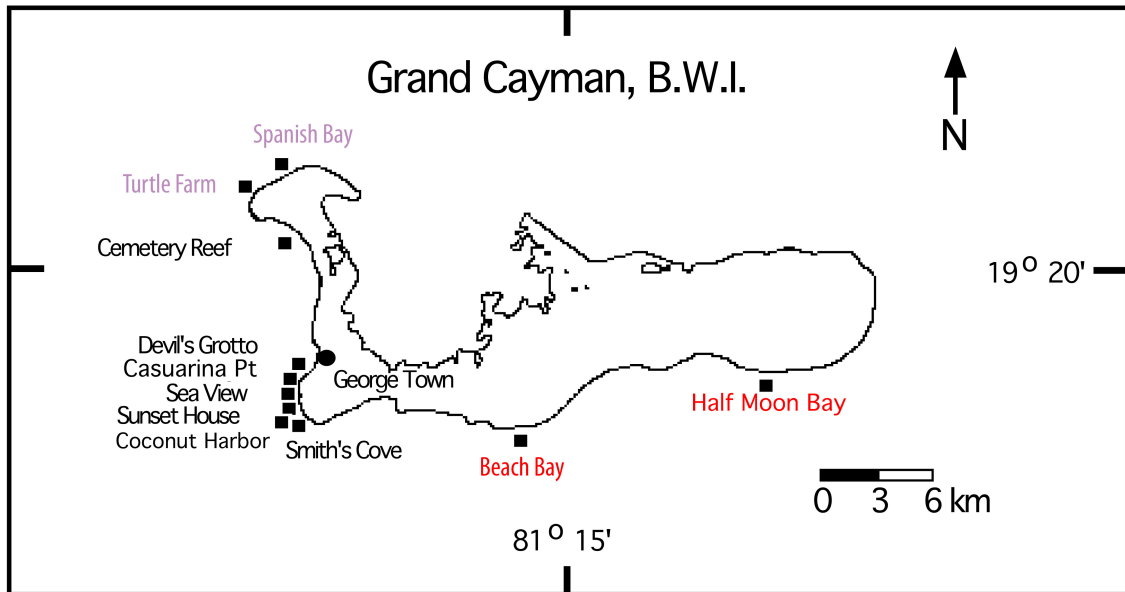 Grand Cayman, B.W.I.
N
Spanish Bay
Turtle Farm
Cemetery Reef
19° 20'
Devil's Grotto
Casuarina Pt
George Town
Sea View
Sunset House
Coconut Harbor
Smith's Cove
Half Moon Bay
Beach Bay
0 3 6 km
81° 15'